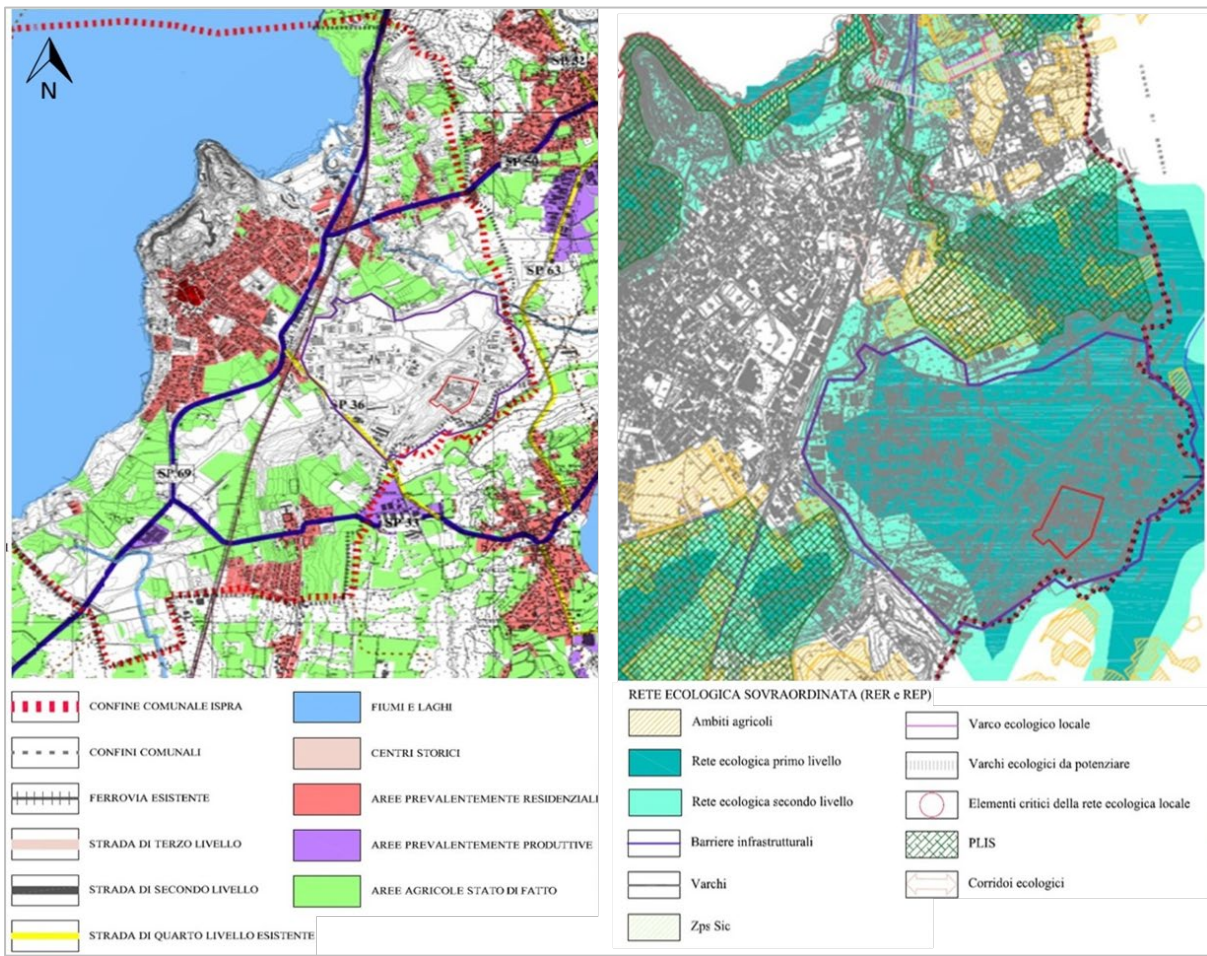 N
SP 52
SP 50
SP 63
SP 36
SP 69
SP 33
COMUNE DI BREBBIA
CONFINE COMUNALE ISPRA
CONFINI COMUNALI
FERROVIA ESISTENTE
STRADA DI TERZO LIVELLO
STRADA DI SECONDO LIVELLO
STRADA DI QUARTO LIVELLO ESISTENTE
FIUMI E LAGHI
CENTRI STORICI
AREE PREVALENTEMENTE RESIDENZIALI
AREE PREVALENTEMENTE PRODUTTIVE
AREE AGRICOLE STATO DI FATTO
RETE ECOLOGICA SOVRAORDINATA (RER e REP)
Ambiti agricoli
Rete ecologica primo livello
Rete ecologica secondo livello
Barriere infrastrutturali
Varchi
Zps Sic
Varco ecologico locale
Varchi ecologici da potenziare
Elementi critici della rete ecologica locale
PLIS
Corridoi ecologici